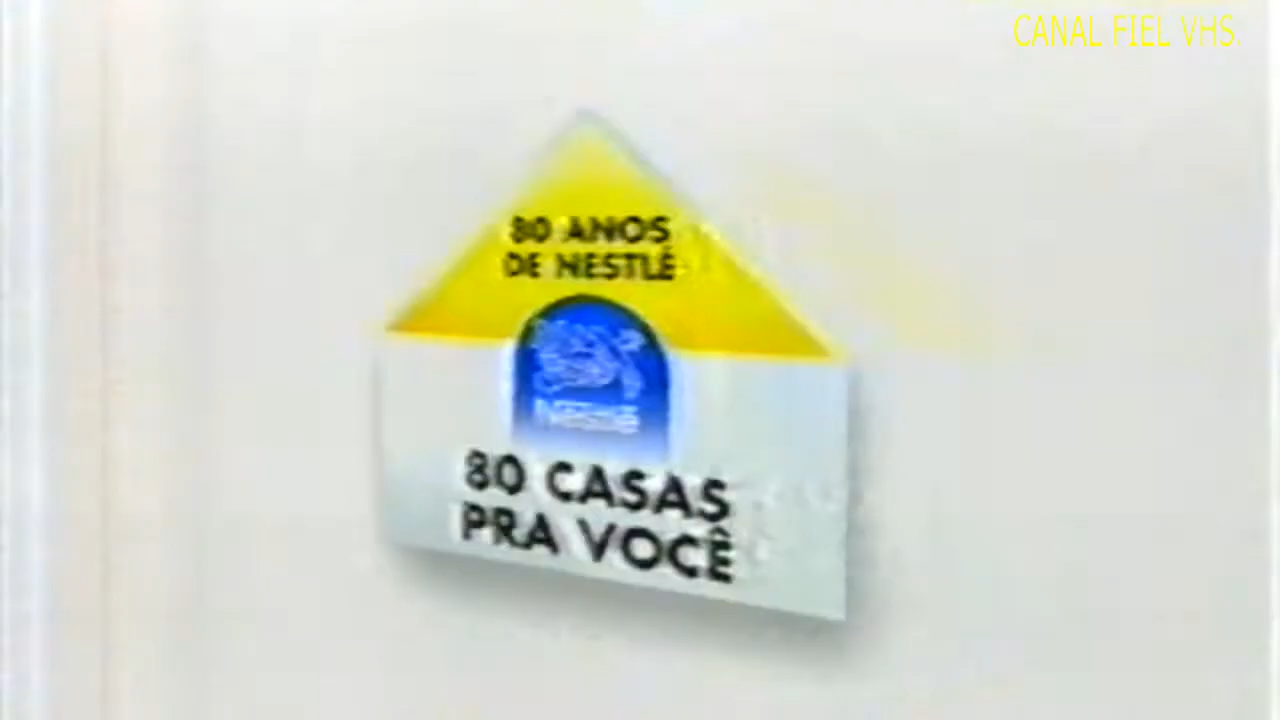 CANAL FIEL VHS.
80 ANOS
DE NESTLÉ
Nestlé
80 CASAS
PRA VOCÊ